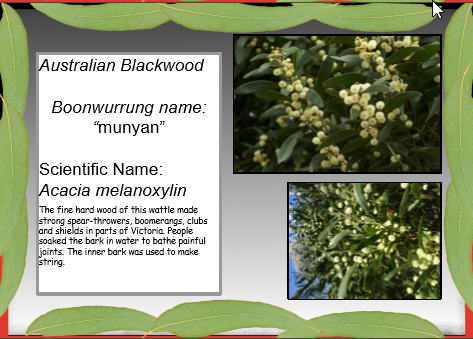 Australian Blackwood
Boonwurrung name:
“munyan”
Scientific Name:
Acacia melanoxylin
The fine hard wood of this wattle made
strong spear-throwers, boomerangs, clubs
and shields in parts of Victoria. People
soaked the bark in water to bathe painful
joints. The inner bark was used to make
string.